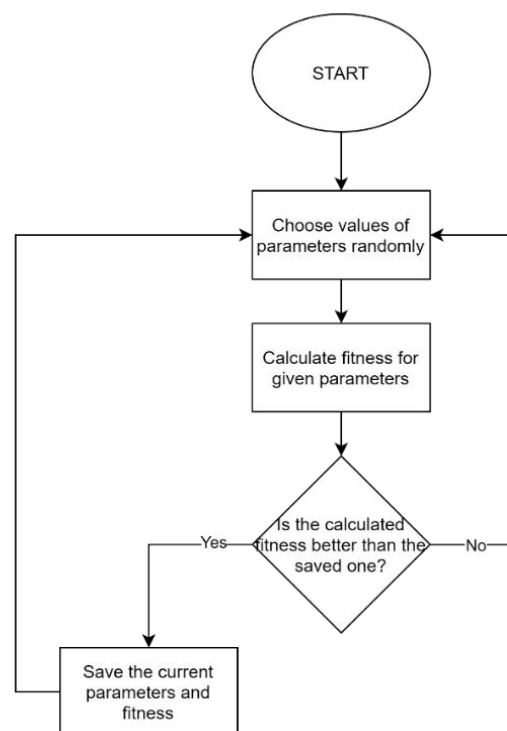 START
Choose values of
parameters randomly
Calculate fitness for
given parameters
Is the calculated
fitness better than the
saved one?
Yes
No
Save the current
parameters and
fitness